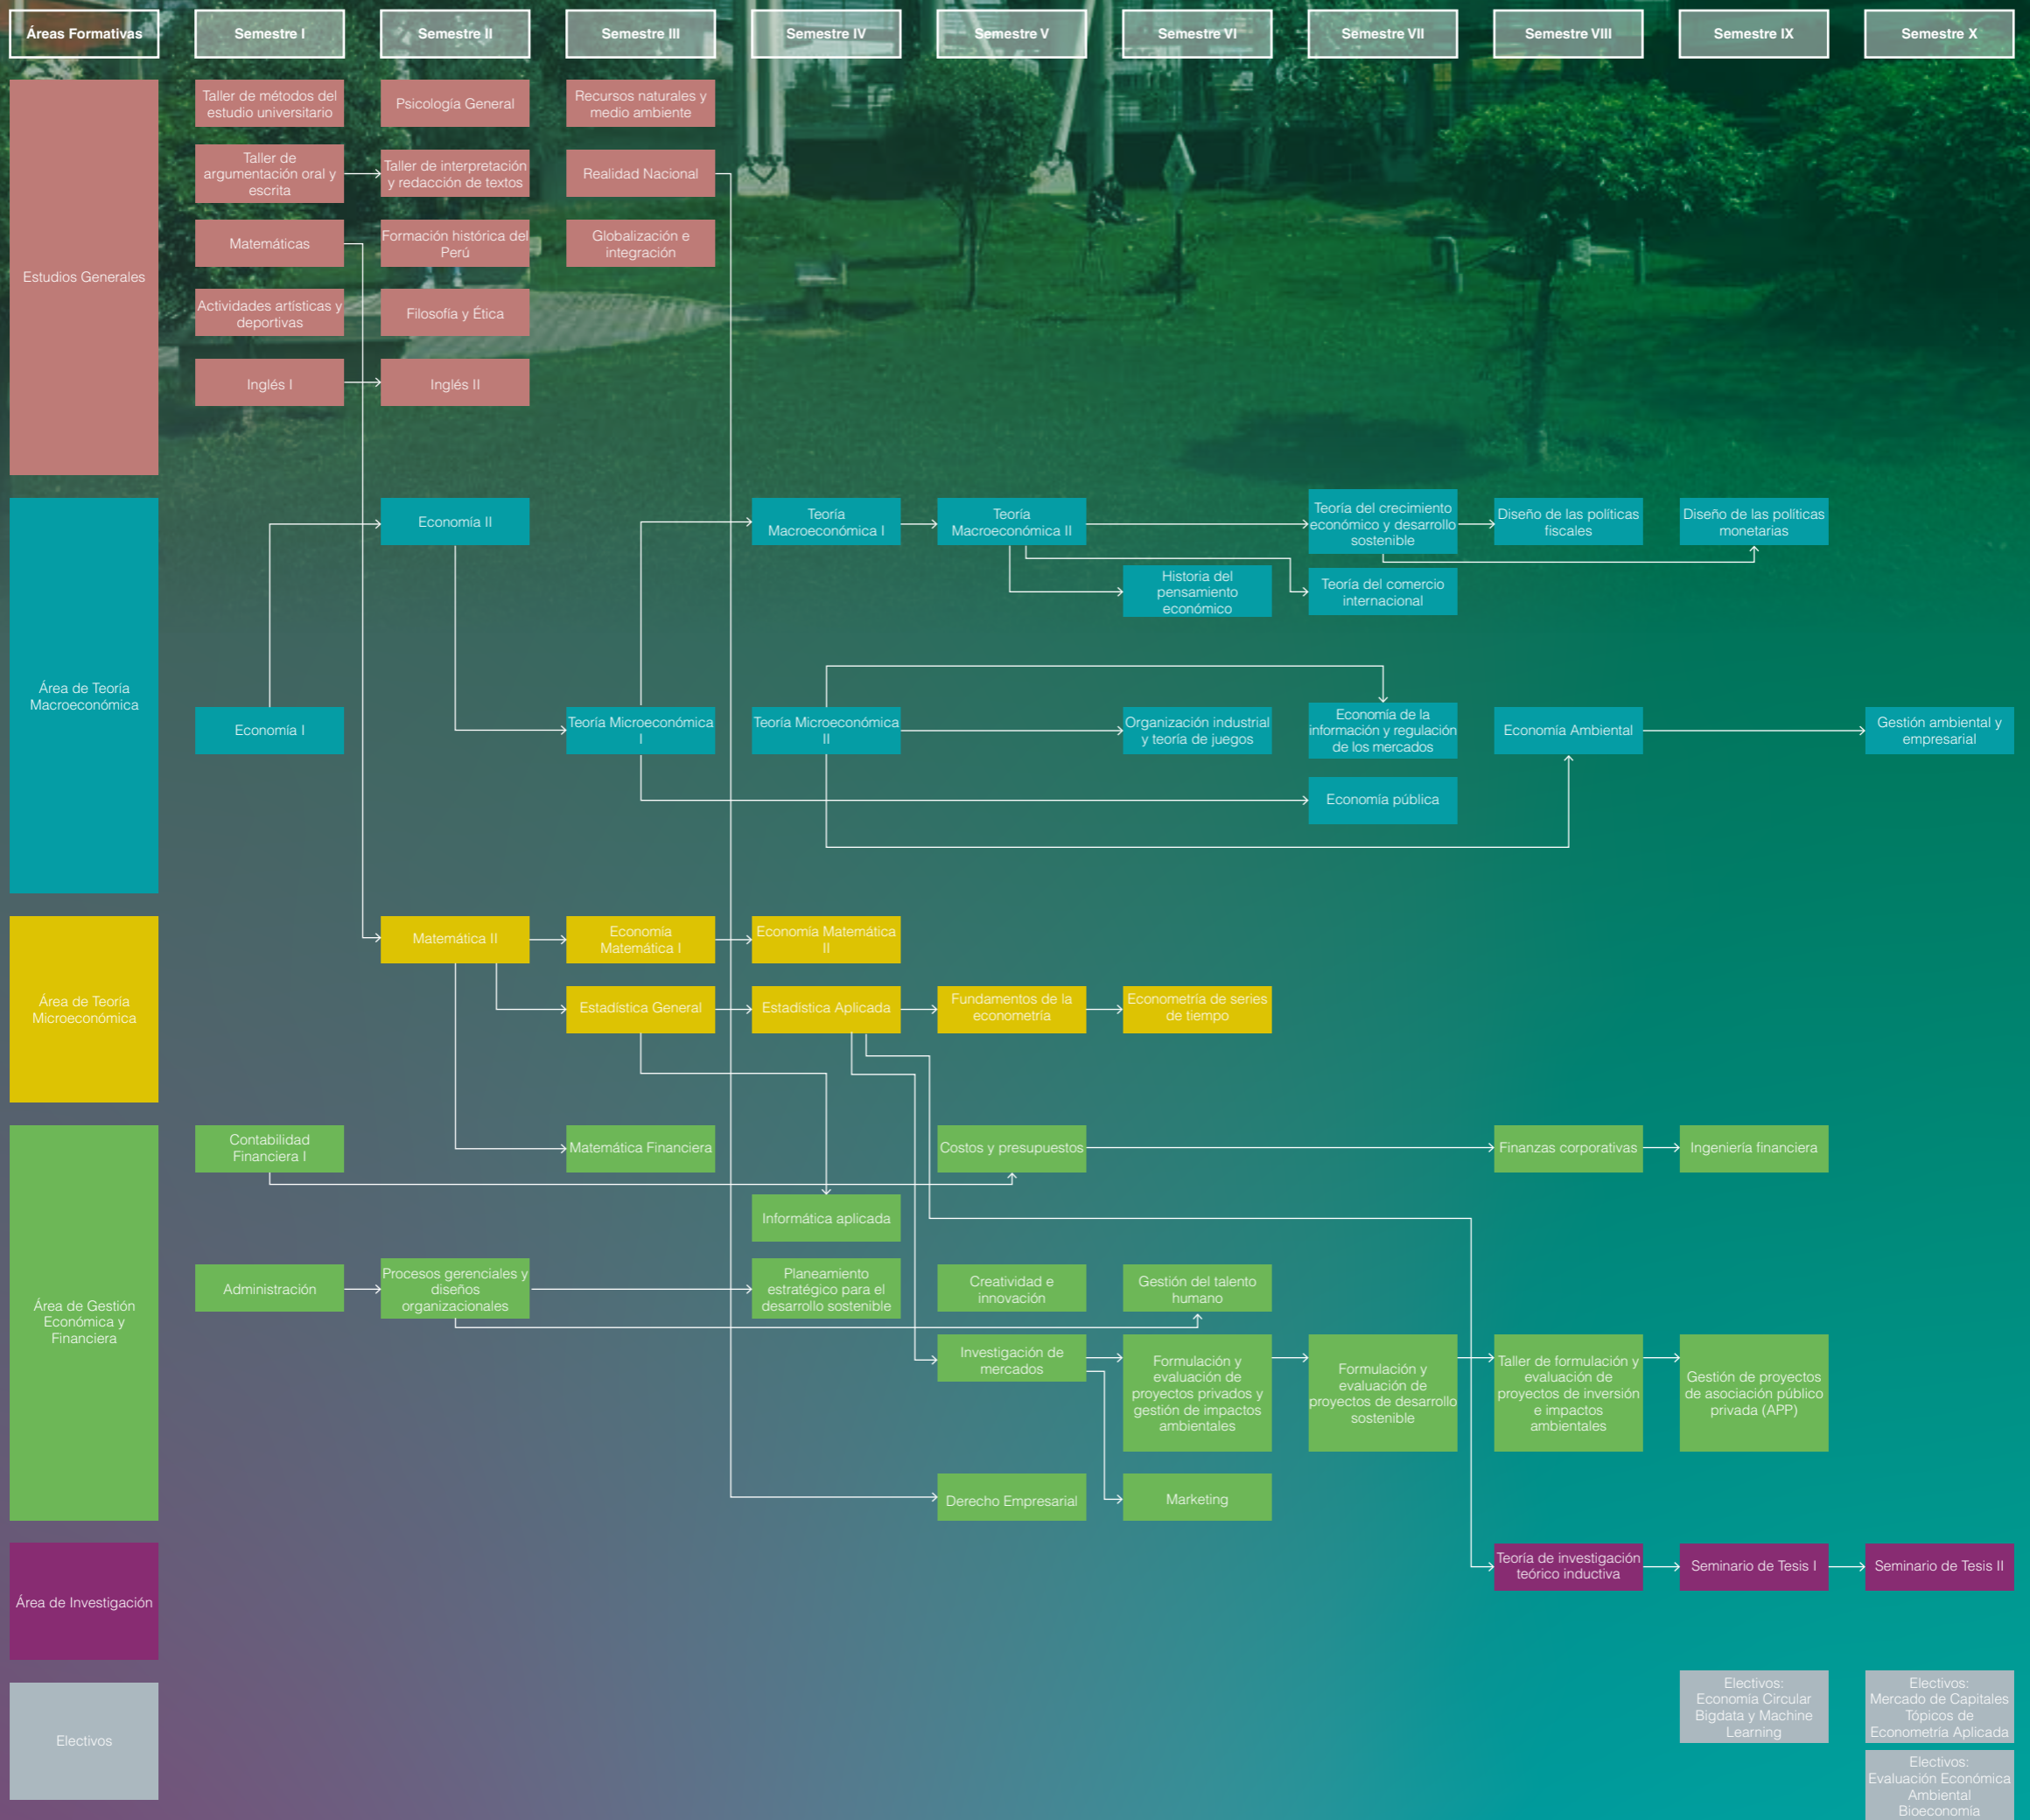 Áreas Formativas
Semestre I
Semestre II
Semestre III
Semestre IV
Semestre V
Semestre VI
Semestre VII
Semestre VIII
Semestre IX
Semestre X
Estudios Generales
Taller de métodos del
estudio universitario
Psicología General
Recursos naturales y
medio ambiente
Taller de
argumentación oral y
escrita
Taller de interpretación
y redacción de textos
Realidad Nacional
Matemáticas
Formación histórica del
Perú
Globalización e
integración
Actividades artísticas y
deportivas
Filosofía y Ética
Inglés I
Inglés II
Área de Teoría
Macroeconómica
Economía II
Teoría
Macroeconómica I
Teoría
Macroeconómica II
Teoría del crecimiento
económico y desarrollo
sostenible
Diseño de las políticas
fiscales
Diseño de las políticas
monetarías
Historia del
pensamiento
económico
Teoría del comercio
internacional
Economía I
Teoría Microeconómica
I
Teoría Microeconómica
II
Organización industrial
y teoría de juegos
Economía de la
información y regulación
de los mercados
Economía Ambiental
Gestión ambiental y
empresarial
Economía pública
Área de Teoría
Microeconómica
Matemática II
Economía
Matemática I
Economía Matemática
II
Estadística General
Estadística Aplicada
Fundamentos de la
econometría
Econometría de series
de tiempo
Área de Gestión
Económica y
Financiera
Contabilidad
Financiera I
Matemática Financiera
Costos y presupuestos
Finanzas corporativas
Ingeniería financiera
Informática aplicada
Administración
Procesos gerenciales y
diseños
organizacionales
Planeamiento
estratégico para el
desarrollo sostenible
Creatividad e
innovación
Gestión del talento
humano
Investigación de
mercados
Formulación y
evaluación de
proyectos privados y
gestión de impactos
ambientales
Formulación y
evaluación de
proyectos de desarrollo
sostenible
Taller de formulación y
evaluación de
proyectos de inversión
e impactos
ambientales
Gestión de proyectos
de asociación público
privada (APP)
Derecho Empresarial
Marketing
Área de Investigación
Teoría de investigación
teórico inductiva
Seminario de Tesis I
Seminario de Tesis II
Electivos
Electivos:
Economía Circular
Bigdata y Machine
Learning
Electivos:
Mercado de Capitales
Tópicos de
Econometría Aplicada
Electivos:
Evaluación Económica
Ambiental
Bioeconomía